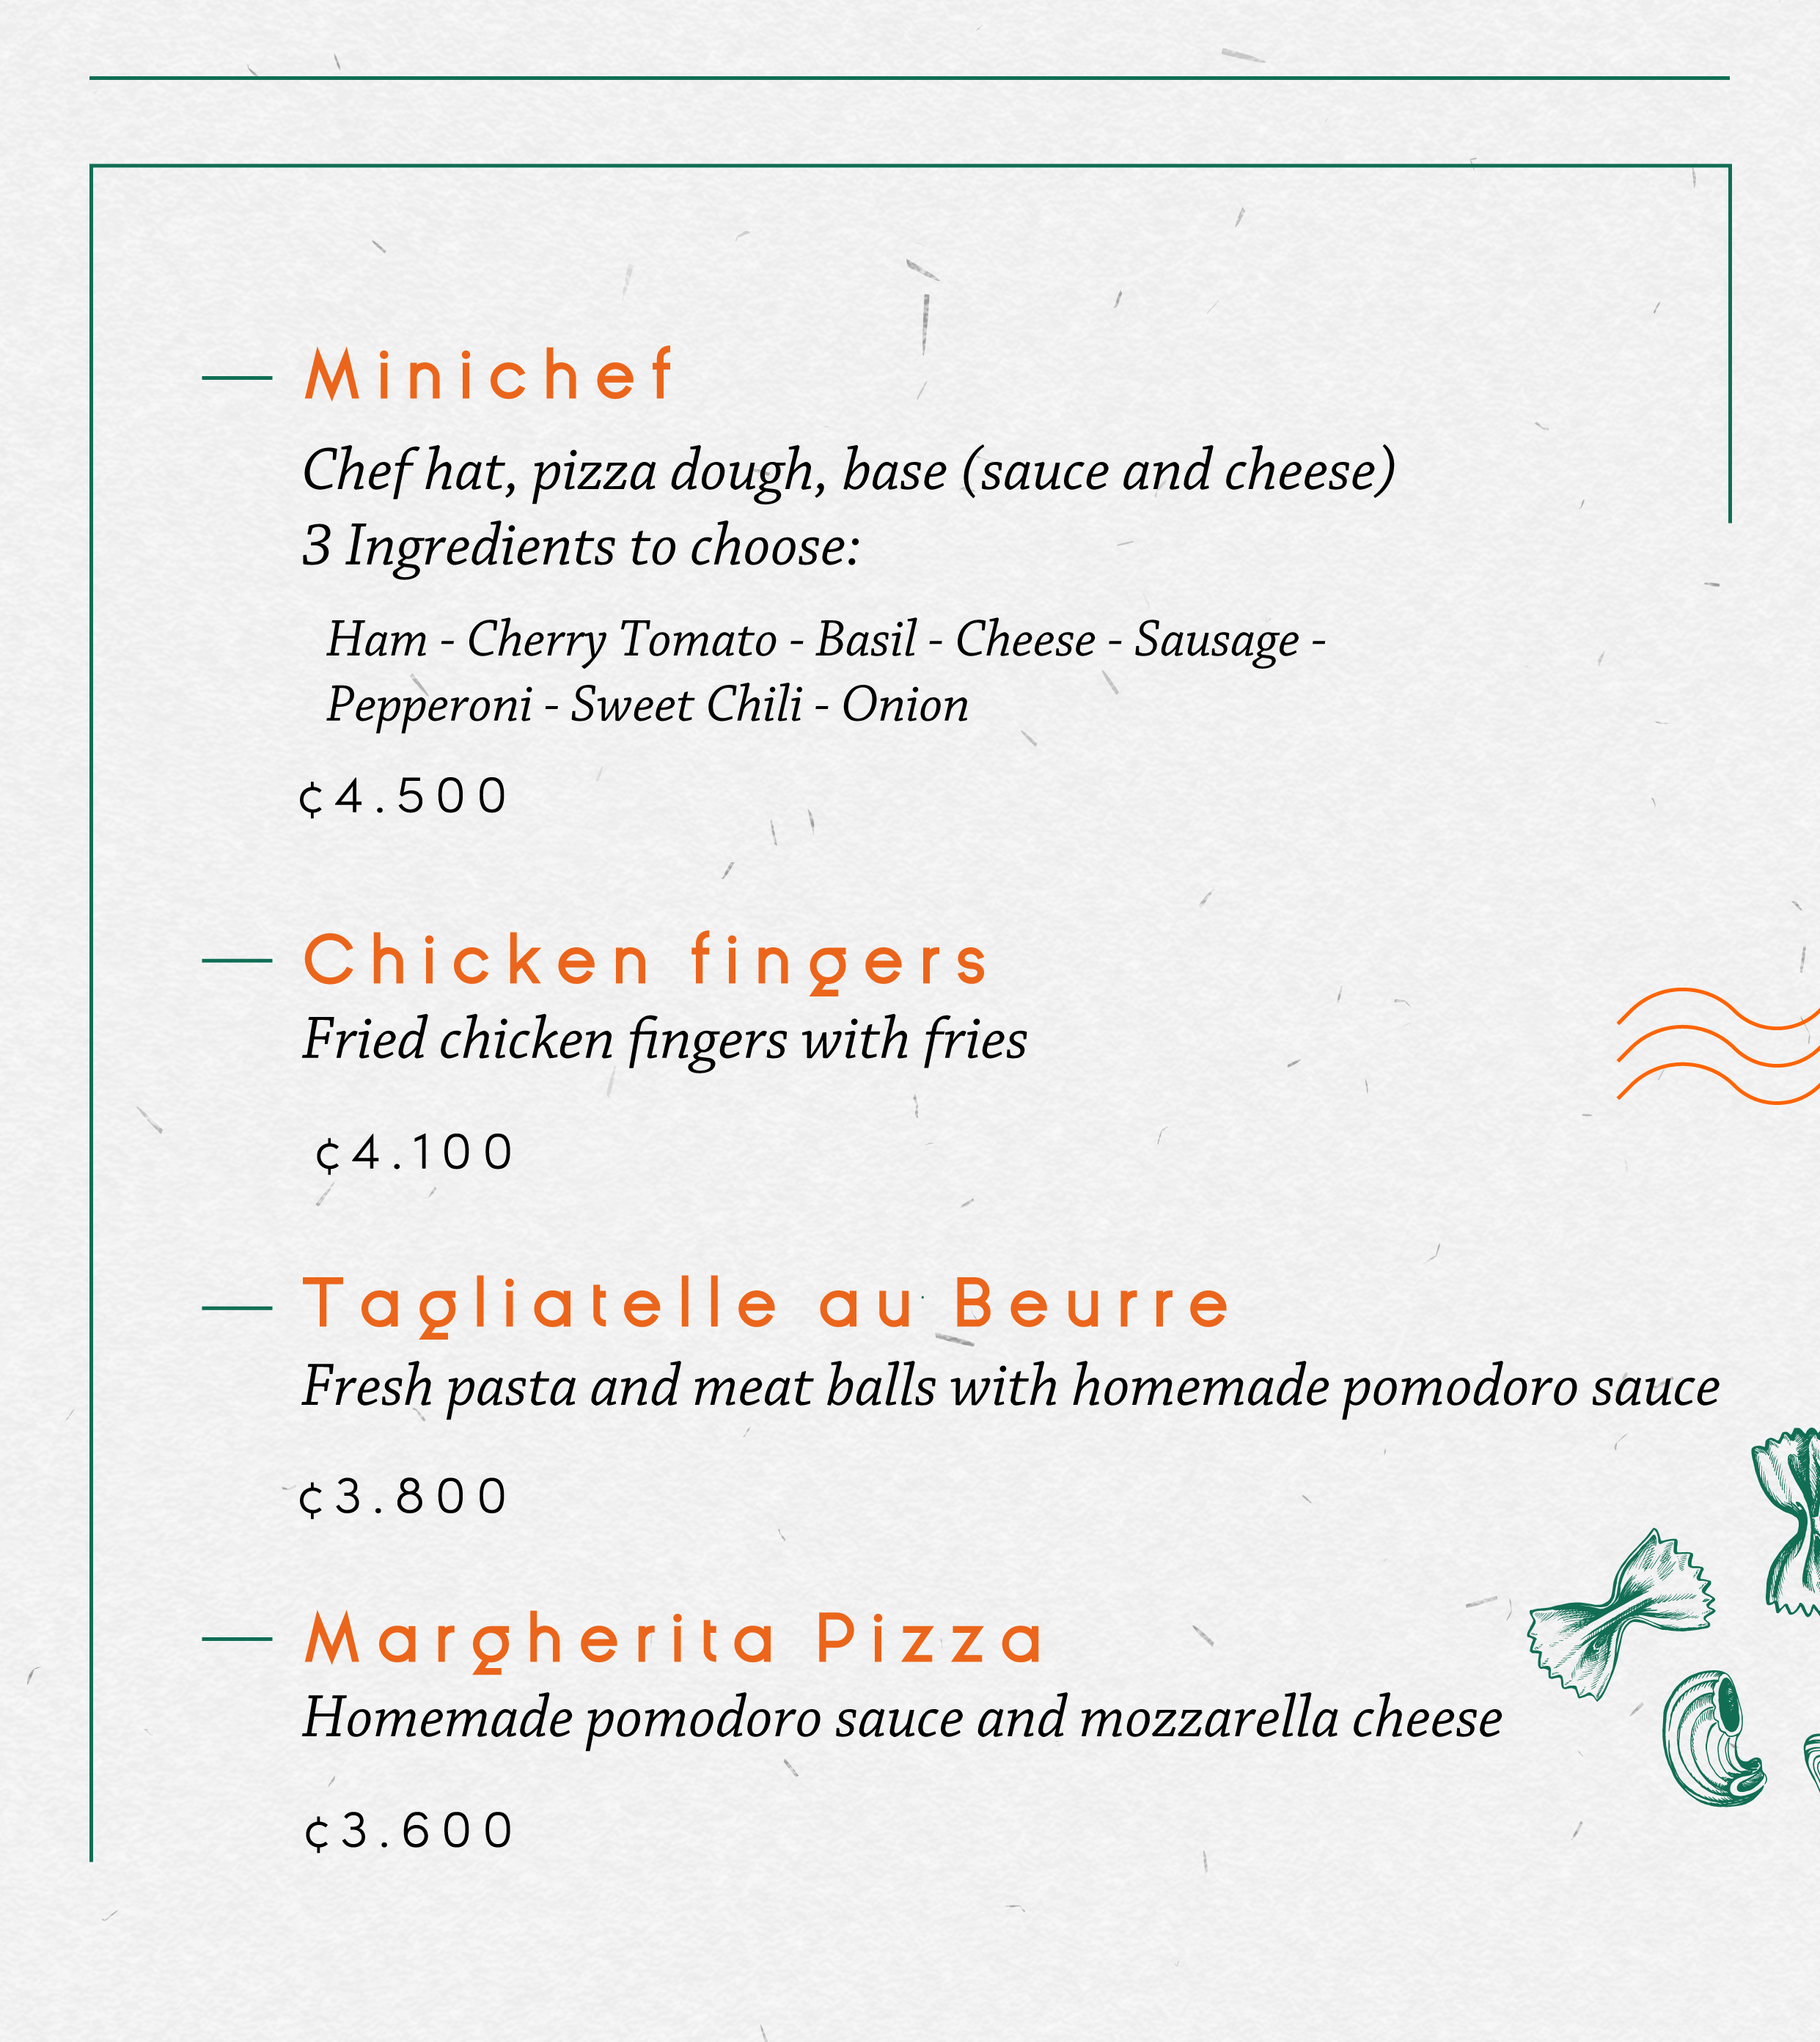 Minichef
Chef hat, pizza dough, base (sauce and cheese)
3 Ingredients to choose:
Ham - Cherry Tomato - Basil - Cheese - Sausage -
Pepperoni - Sweet Chili - Onion
¢4.500
Chicken fingers
Fried chicken fingers with fries
¢4.100
Tagliatelle au Beurre
Fresh pasta and meat balls with homemade pomodoro sauce
¢3.800
Margherita Pizza
Homemade pomodoro sauce and mozzarella cheese
¢3.600